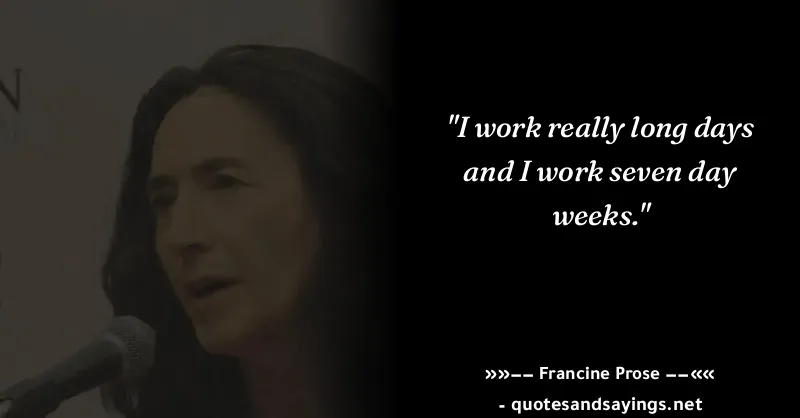 N
"I work really long days
and I work seven day
weeks."
»»−− Francine Prose −−««
- quotesandsayings.net